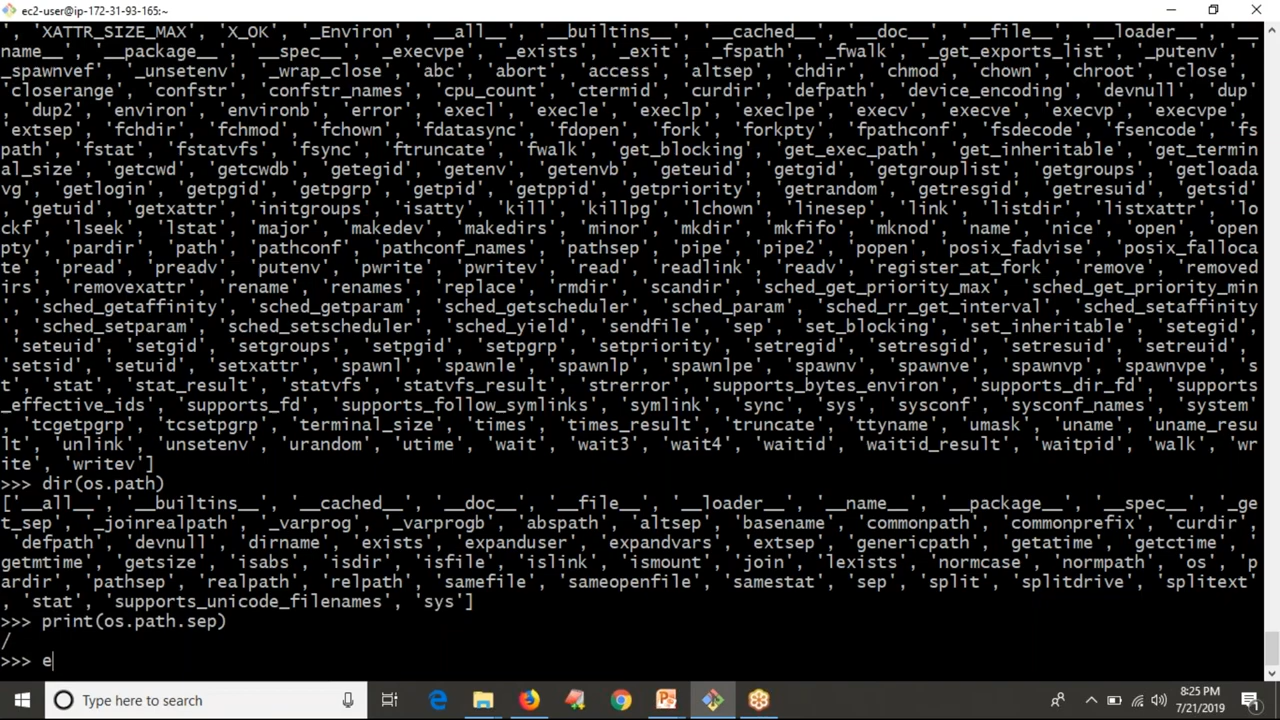 ec2-user@ip-172-31-93-165:~
', 'XATTR_SIZE_MAX', 'X_OK', '_Environ', '__all__', '__builtins__', '__cached__', '__doc__', '__file__', '__loader__', '__
name__', '__package__', '__spec__', '_execvpe', '_exists', '_exit', '_fspath', '_fwalk', '_get_exports_list', '_putenv', '
_spawnvef', '_unsetenv', '_wrap_close', 'abc', 'abort', 'access', 'altsep', 'chdir', 'chmod', 'chown', 'chroot', 'close',
'closerange', 'confstr', 'confstr_names', 'cpu_count', 'ctermid', 'curdir', 'defpath', 'device_encoding', 'devnull', 'dup'
, 'dup2', 'environ', 'environb', 'error', 'execl', 'execle', 'execlp', 'execlpe', 'execv', 'execve', 'execvp', 'execvpe',
'extsep', 'fchdir', 'fchmod', 'fchown', 'fdatasync', 'fdopen', 'fork', 'forkpty', 'fpathconf', 'fsdecode', 'fsencode', 'fs
path', 'fstat', 'fstatvfs', 'fsync', 'ftruncate', 'fwalk', 'get_blocking', 'get_exec_path', 'get_inheritable', 'get_termin
al_size', 'getcwd', 'getcwdb', 'getegid', 'getenv', 'getenvb', 'geteuid', 'getgid', 'getgrouplist', 'getgroups', 'getloada
vg', 'getlogin', 'getpgid', 'getpgrp', 'getpid', 'getppid', 'getpriority', 'getrandom', 'getresgid', 'getresuid', 'getsid'
, 'getuid', 'getxattr', 'initgroups', 'isatty', 'kill', 'killpg', 'lchown', 'linesep', 'link', 'listdir', 'listxattr', 'lo
ckf', 'lseek', 'lstat', 'major', 'makedev', 'makedirs', 'minor', 'mkdir', 'mkfifo', 'mknod', 'name', 'nice', 'open', 'open
pty', 'pardir', 'path', 'pathconf', 'pathconf_names', 'pathsep', 'pipe', 'pipe2', 'popen', 'posix_fadvise', 'posix_falloca
te', 'pread', 'preadv', 'putenv', 'pwrite', 'pwritev', 'read', 'readlink', 'readv', 'register_at_fork', 'remove', 'removed
irs', 'removexattr', 'rename', 'renames', 'replace', 'rmdir', 'scandir', 'sched_get_priority_max', 'sched_get_priority_min
', 'sched_getaffinity', 'sched_getparam', 'sched_getscheduler', 'sched_param', 'sched_rr_get_interval', 'sched_setaffinity
', 'sched_setparam', 'sched_setscheduler', 'sched_yield', 'sendfile', 'sep', 'set_blocking', 'set_inheritable', 'setegid',
'seteuid', 'setgid', 'setgroups', 'setpgid', 'setpgrp', 'setpriority', 'setregid', 'setresgid', 'setresuid', 'setreuid',
'setsid', 'setuid', 'setxattr', 'spawnl', 'spawnle', 'spawnlp', 'spawnlpe', 'spawnv', 'spawnve', 'spawnvp', 'spawnvpe', 's
t', 'stat', 'stat_result', 'statvfs', 'statvfs_result', 'strerror', 'supports_bytes_environ', 'supports_dir_fd', 'supports
_effective_ids', 'supports_fd', 'supports_follow_symlinks', 'symlink', 'sync', 'sys', 'sysconf', 'sysconf_names', 'system'
, 'tcgetpgrp', 'tcsetpgrp', 'terminal_size', 'times', 'times_result', 'truncate', 'ttyname', 'umask', 'uname', 'uname_resu
lt', 'unlink', 'unsetenv', 'urandom', 'utime', 'wait', 'wait3', 'wait4', 'waitid', 'waitid_result', 'waitpid', 'walk', 'wr
ite', 'writev']
>>> dir(os.path)
['__all__', '__builtins__', '__cached__', '__doc__', '__file__', '__loader__', '__name__', '__package__', '__spec__', '_ge
t_sep', '_joinrealpath', '_varprog', '_varprogb', 'abspath', 'altsep', 'basename', 'commonpath', 'commonprefix', 'curdir',
'defpath', 'devnull', 'dirname', 'exists', 'expanduser', 'expandvars', 'extsep', 'genericpath', 'getatime', 'getctime', '
getmtime', 'getsize', 'isabs', 'isdir', 'isfile', 'islink', 'ismount', 'join', 'lexists', 'normcase', 'normpath', 'os', 'p
ardir', 'pathsep', 'realpath', 'relpath', 'samefile', 'sameopenfile', 'samestat', 'sep', 'split', 'splitdrive', 'splitext'
, 'stat', 'supports_unicode_filenames', 'sys']
>>> print(os.path.sep)
/
>>> e
Type here to search
8:25 PM
7/21/2019
1